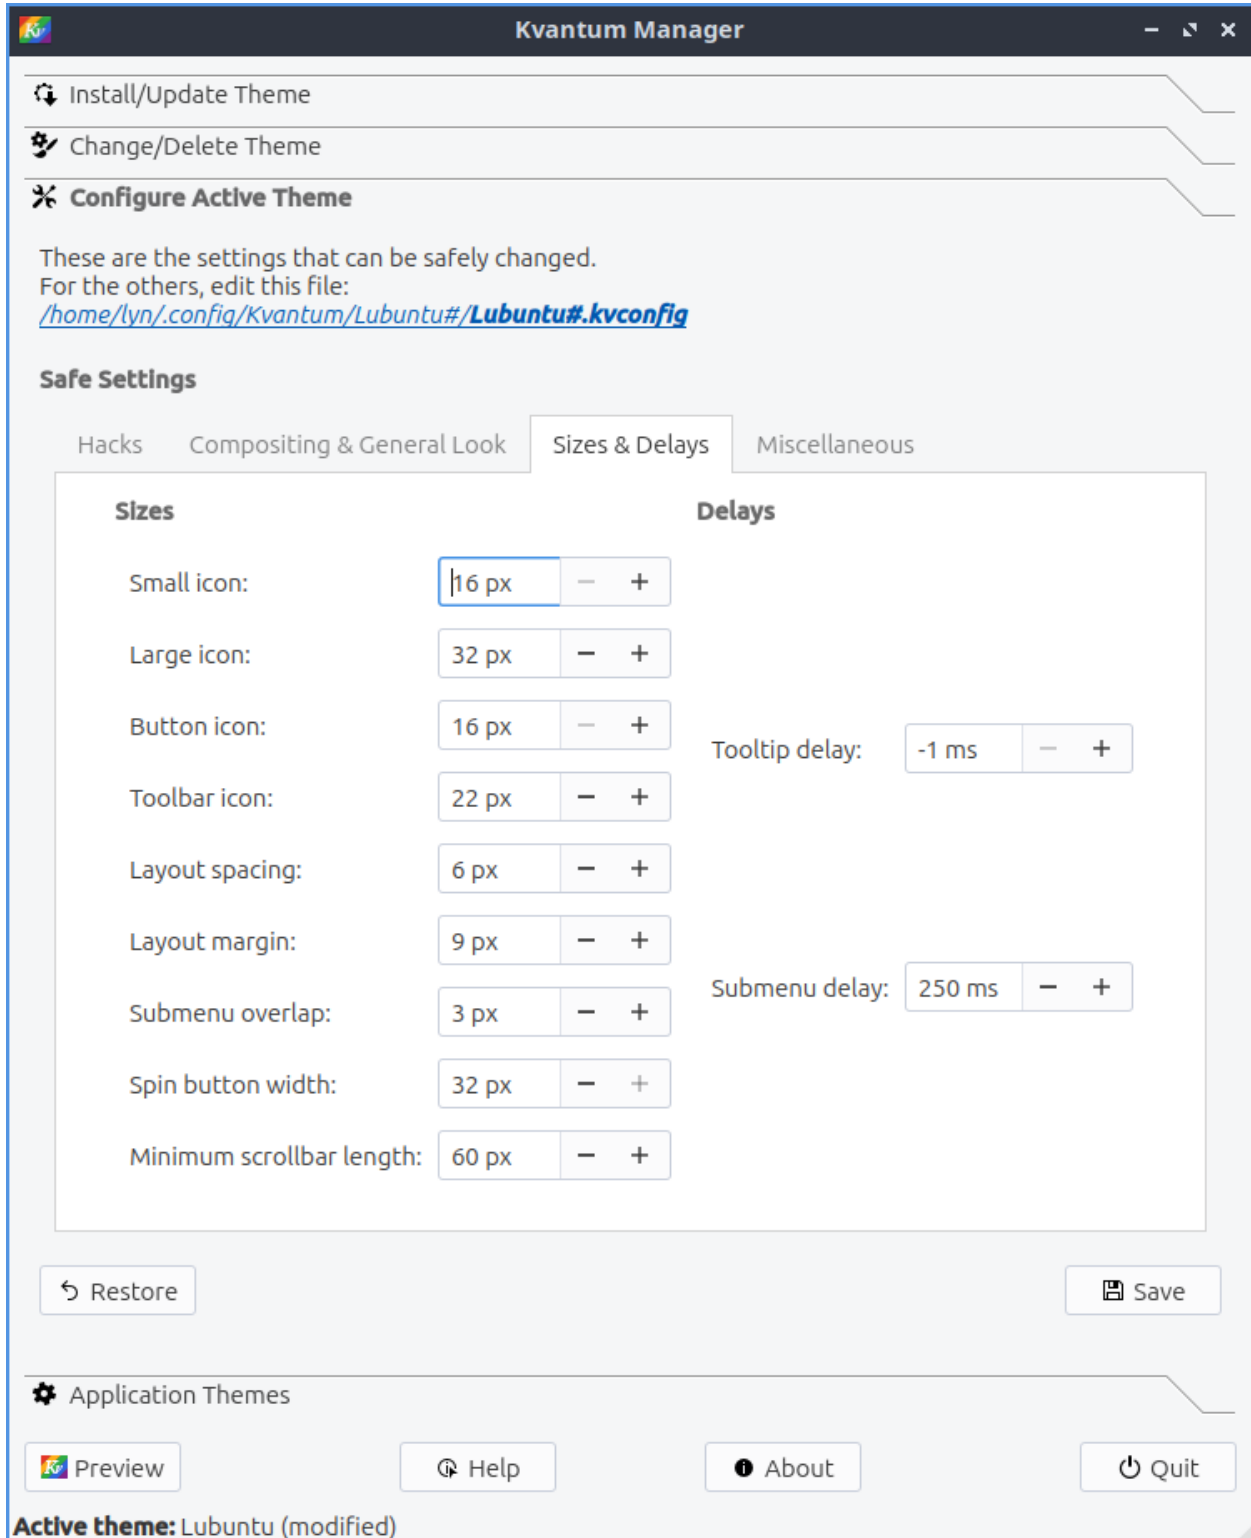 Kvantum Manager
Install/Update Theme
Change/Delete Theme
Configure Active Theme
These are the settings that can be safely changed.
For the others, edit this file:
/home/lyn/.config/Kvantum/Lubuntu#/Lubuntu#.kvconfig
Safe Settings
Hacks Compositing & General Look Sizes & Delays Miscellaneous
Sizes Delays
Small icon: 16 px
Large icon: 32 px
Button icon: 16 px
Tooltip delay: -1 ms
Toolbar icon: 22 px
Layout spacing: 6 px
Layout margin: 9 px
Submenu delay: 250 ms
Submenu overlap: 3 px
Spin button width: 32 px
Minimum scrollbar length: 60 px
Restore Save
Application Themes
Kv Preview Help About Quit
Active theme: Lubuntu (modified)